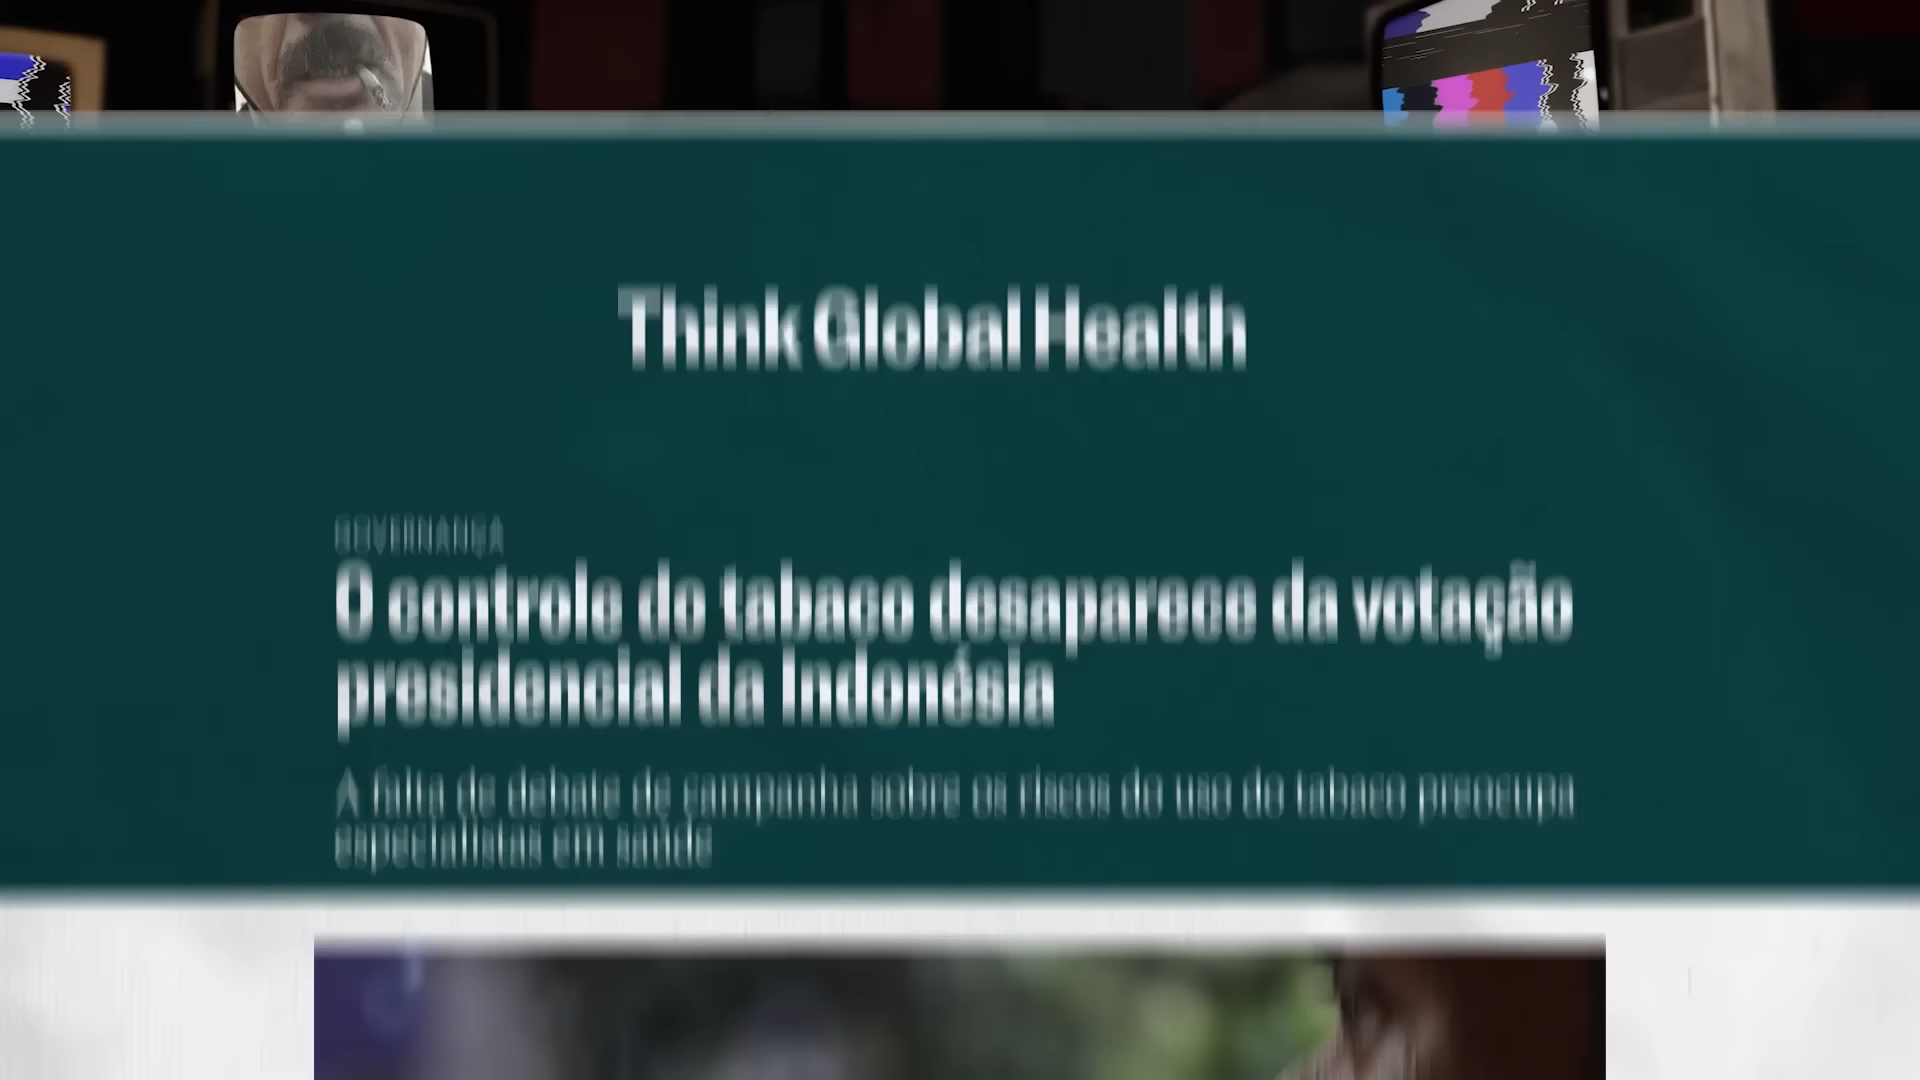 Think Global Health
GOVERNANÇA
O controle do tabaco desaparece da votação
presidencial da Indonésia
A falta de debate de campanha sobre os riscos do uso do tabaco preocupa
especialistas em saúde